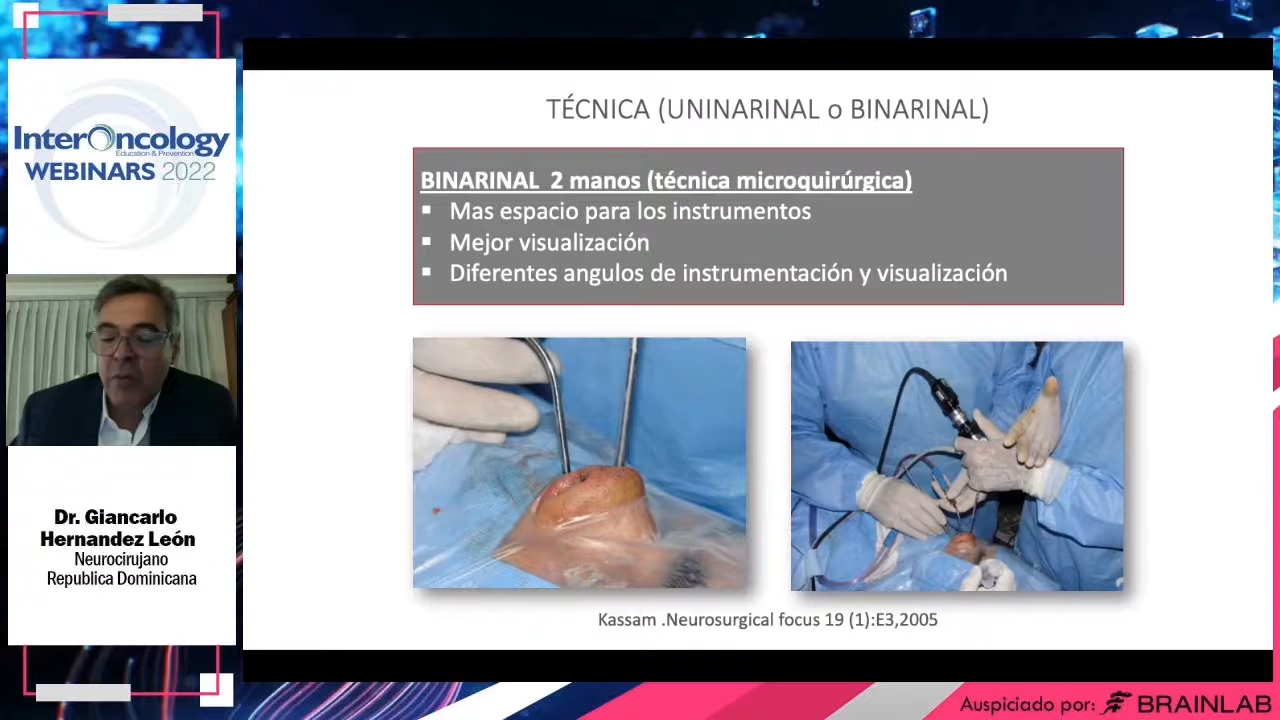 InterOncology
Education & Prevention
WEBINARS 2022
Dr. Giancarlo
Hernandez León
Neurocirujano
Republica Dominicana
TÉCNICA (UNINARINAL o BINARINAL)
BINARINAL 2 manos (técnica microquirúrgica)
▪ Mas espacio para los instrumentos
▪ Mejor visualización
▪ Diferentes angulos de instrumentación y visualización
Kassam .Neurosurgical focus 19 (1):E3,2005
Auspiciado por: BRAINLAB